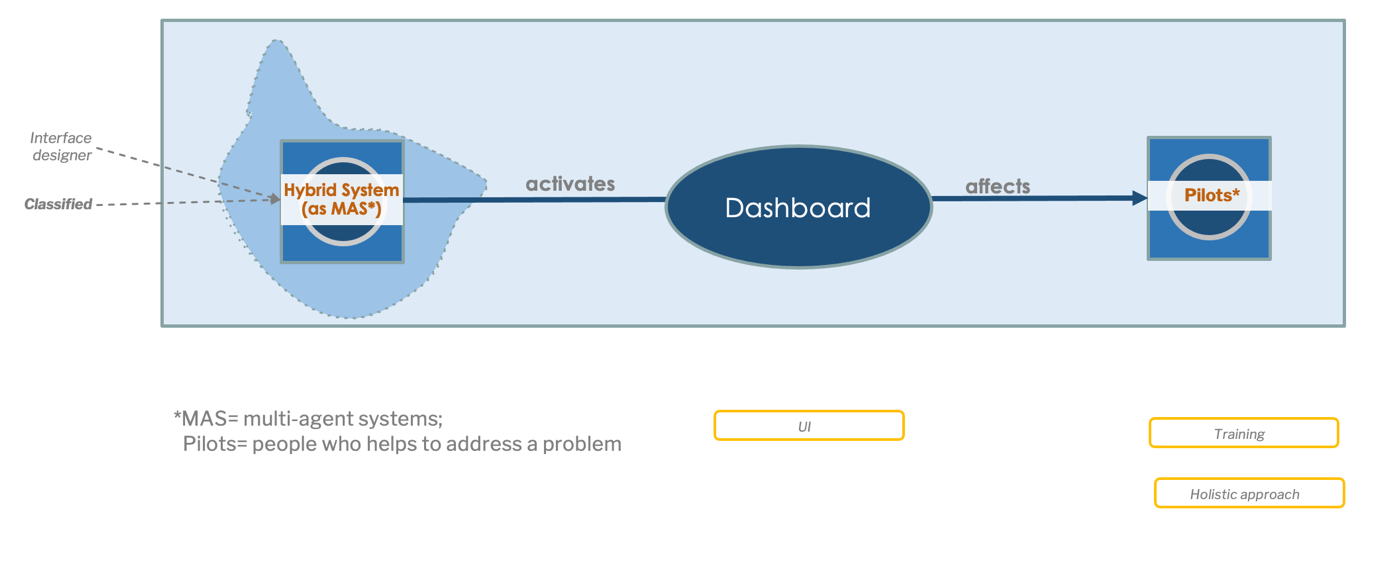 Interface
designer
Classified
Hybrid System
(as MAS*)
activates
Dashboard
affects
Pilots*
*MAS= multi-agent systems;
Pilots= people who helps to address a problem
UI
Training
Holistic approach